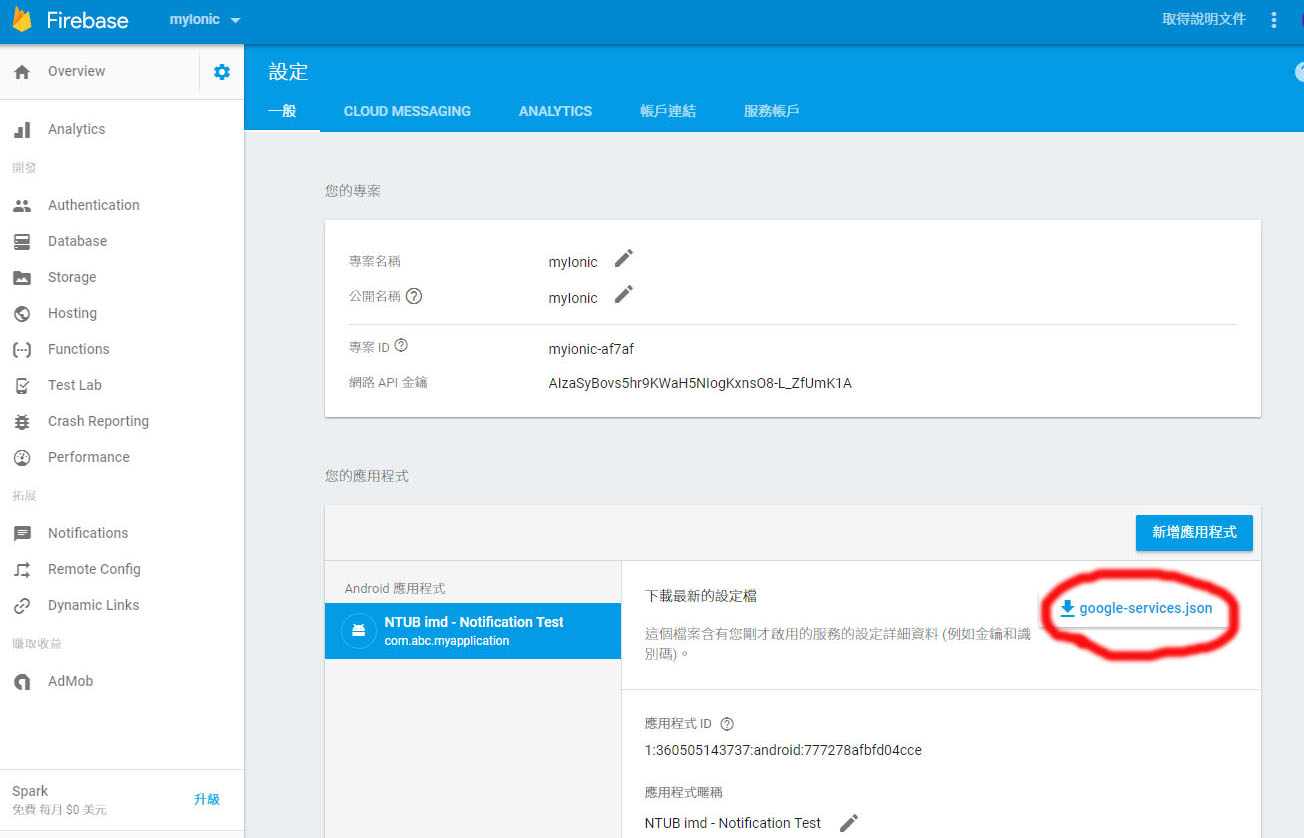 Firebase
myIonic
取得說明文件
Overview
設定
一般
CLOUD MESSAGING
ANALYTICS
帳戶連結
服務帳戶
Analytics
開發
Authentication
Database
Storage
Hosting
Functions
Test Lab
Crash Reporting
Performance
拓展
Notifications
Remote Config
Dynamic Links
賺取收益
AdMob
Spark
免費 每月 $0 美元
升級
您的專案
專案名稱
myIonic
公開名稱
myIonic
專案 ID
myionic-af7af
網路 API 金鑰
AIzaSyBovs5hr9KWaH5NIogKxnsO8-L_ZfUmK1A
您的應用程式
新增應用程式
Android 應用程式
NTUB imd - Notification Test
com.abc.myapplication
下載最新的設定檔
google-services.json
這個檔案含有您剛才啟用的服務的設定詳細資料 (例如金鑰和識
別碼)。
應用程式 ID
1:360505143737:android:777278afbfd04cce
應用程式暱稱
NTUB imd - Notification Test